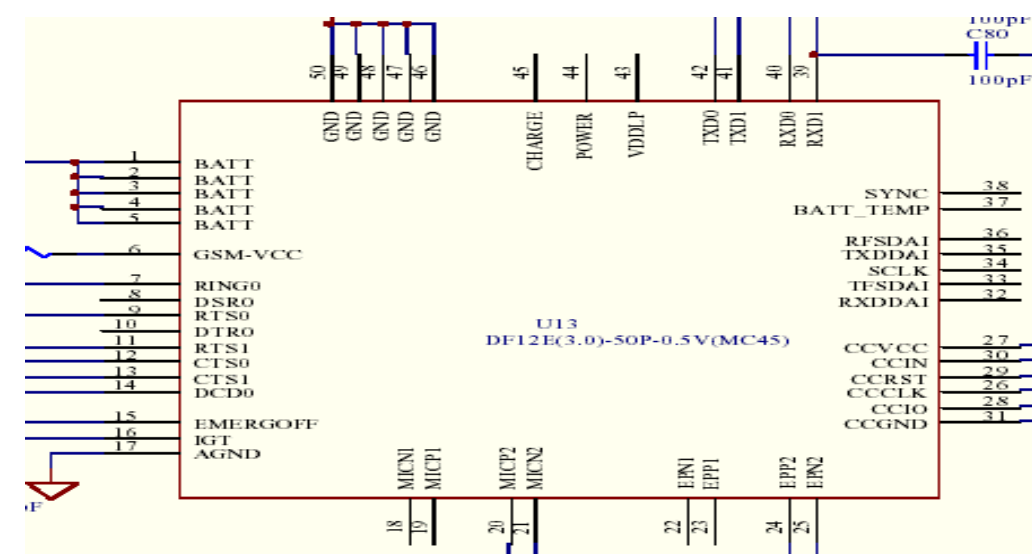 100pF
C80
100pF
50 49 48 47 46 45 44 43 42 41 40 39
GND GND GND GND GND CHARGE POWER VDDLP TXD0 TXD1 RXD0 RXD1
1 BATT
2 BATT
3 BATT
4 BATT
5 BATT
6 GSM-VCC
7 RING0
8 DSR0
9 RTS0
10 DTR0
11 RTS1
12 CTS0
13 CTS1
14 DCD0
15 EMERGOFF
16 IGT
17 AGND
SYNC 38
BATT_TEMP 37
RFSDAI 36
TXDDAI 35
SCLK 34
TFSDAI 33
RXDDAI 32
U13
DF12E(3.0)-50P-0.5V(MC45)
CCVCC 27
CCIN 30
CCRST 29
CCCLK 26
CCIO 28
CCGND 31
MICN1 MICP1 MICP2 MICN2 EPN1 EPP1 EPP2 EPN2
18 19 20 21 22 23 24 25
F